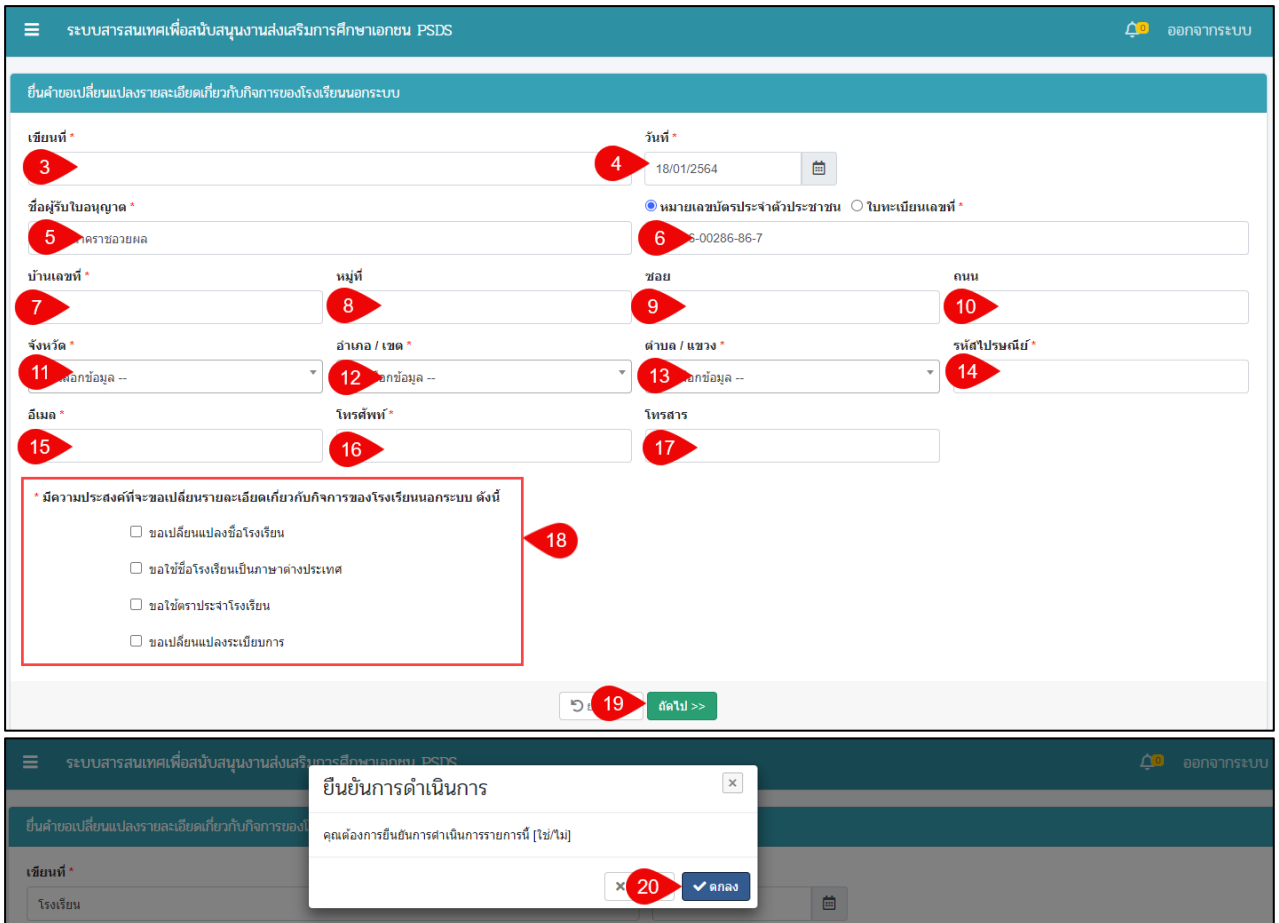 ระบบสารสนเทศเพื่อสนับสนุนงานส่งเสริมการศึกษาเอกชน PSDS 0 ออกจากระบบ
ยื่นคำขอเปลี่ยนแปลงรายละเอียดเกี่ยวกับกิจการของโรงเรียนนอกระบบ
เขียนที่ * วันที่ *
3 4 18/01/2564
ชื่อผู้รับใบอนุญาต * หมายเลขบัตรประจำตัวประชาชน ใบทะเบียนเลขที่ *
5 6 -00286-86-7
บ้านเลขที่ * หมู่ที่ ซอย ถนน
7 8 9 10
จังหวัด * อำเภอ / เขต * ตำบล / แขวง * รหัสไปรษณีย์ *
11 ข้อมูล -- 12 ข้อมูล -- 13 ข้อมูล -- 14
อีเมล * โทรศัพท์ * โทรสาร
15 16 17
* มีความประสงค์ที่จะขอเปลี่ยนรายละเอียดเกี่ยวกับกิจการของโรงเรียนนอกระบบ ดังนี้
ขอเปลี่ยนแปลงชื่อโรงเรียน
18
ขอใช้ชื่อโรงเรียนเป็นภาษาต่างประเทศ
ขอใช้ตราประจำโรงเรียน
ขอเปลี่ยนแปลงระเบียบการ
19 ถัดไป >>
ระบบสารสนเทศเพื่อสนับสนุนงานส่งเสริมการศึกษาเอกชน PSDS 0 ออกจากระบบ
ยืนยันการดำเนินการ
ยื่นคำขอเปลี่ยนแปลงรายละเอียดเกี่ยวกับกิจการของ
คุณต้องการยืนยันการดำเนินการรายการนี้ [ใช่/ไม่]
เขียนที่ *
20 ตกลง
โรงเรียน